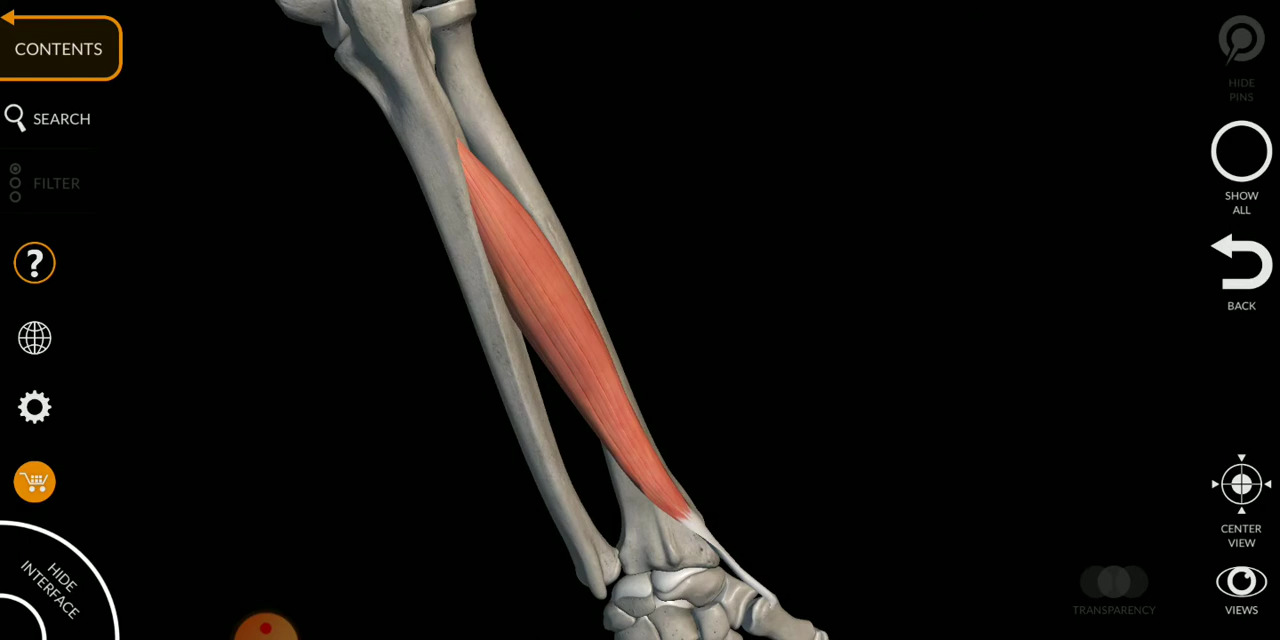 CONTENTS
SEARCH
FILTER
?
HIDE
INTERFACE
HIDE
PINS
SHOW
ALL
BACK
CENTER
VIEW
TRANSPARENCY
VIEWS